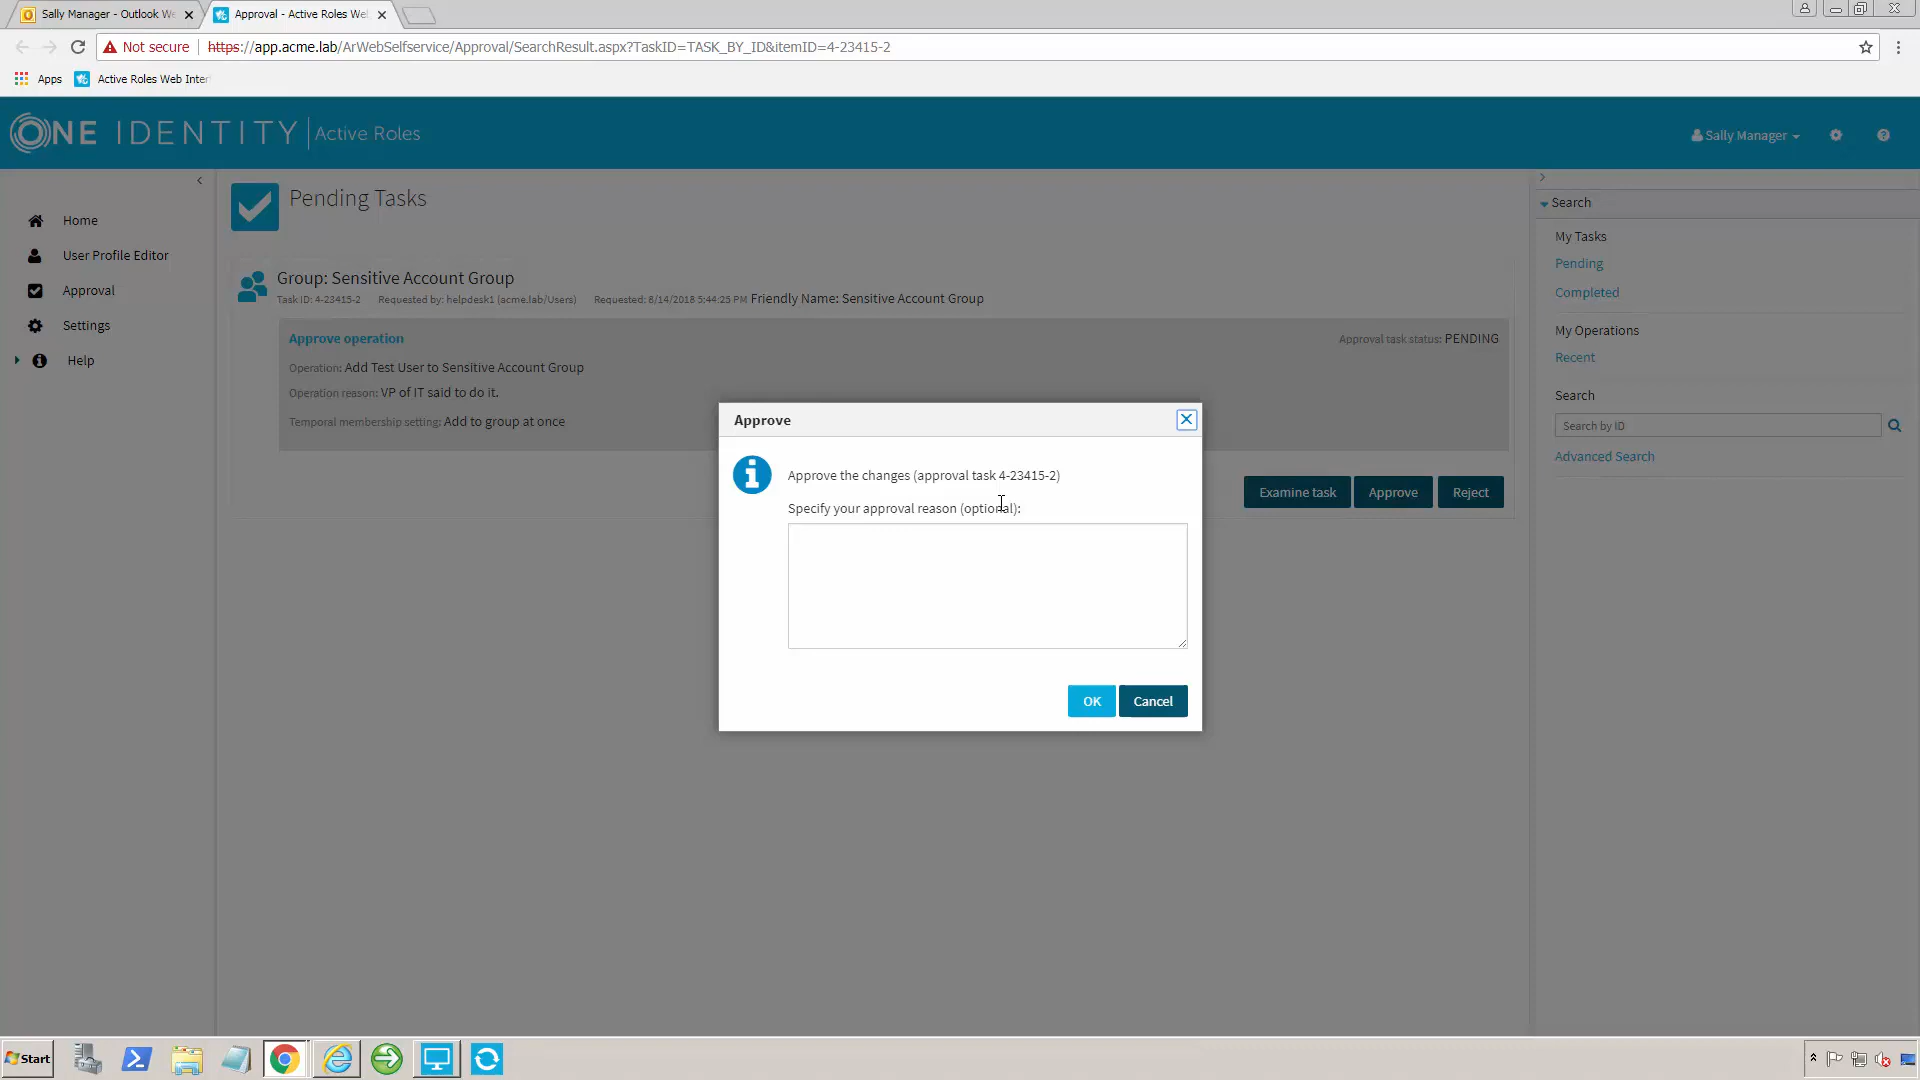 Sally Manager - Outlook We
Approval - Active Roles We
Not secure
https://app.acme.lab/ArWebSelfservice/Approval/SearchResult.aspx?TaskID=TASK_BY_ID&itemID=4-23415-2
Apps
Active Roles Web Inter
ONE IDENTITY
Active Roles
Sally Manager
Home
User Profile Editor
Approval
Settings
Help
Pending Tasks
Group: Sensitive Account Group
Task ID: 4-23415-2 Requested by: helpdesk1 (acme.lab/Users) Requested: 8/14/2018 5:44:25 PM Friendly Name: Sensitive Account Group
Approve operation
Approval task status: PENDING
Operation: Add Test User to Sensitive Account Group
Operation reason: VP of IT said to do it.
Temporal membership setting: Add to group at once
Examine task
Approve
Reject
Approve
Approve the changes (approval task 4-23415-2)
Specify your approval reason (optional):
OK
Cancel
Search
My Tasks
Pending
Completed
My Operations
Recent
Search
Search by ID
Advanced Search
Start